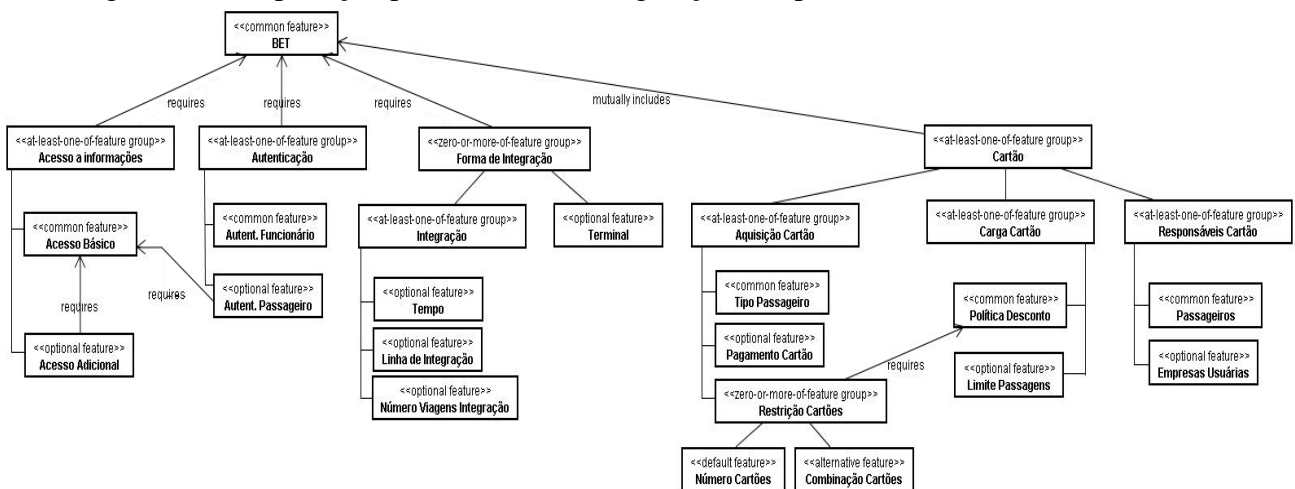 <<common feature>>
BET
requires
requires
requires
mutually includes
<<at-least-one-of-feature group>>
Acesso a informações
<<at-least-one-of-feature group>>
Autenticação
<<zero-or-more-of-feature group>>
Forma de Integração
<<at-least-one-of-feature group>>
Cartão
<<common feature>>
Acesso Básico
requires
requires
<<optional feature>>
Acesso Adicional
<<common feature>>
Autent. Funcionário
<<optional feature>>
Autent. Passageiro
<<at-least-one-of-feature group>>
Integração
<<optional feature>>
Terminal
<<optional feature>>
Tempo
<<optional feature>>
Linha de Integração
<<optional feature>>
Número Viagens Integração
<<at-least-one-of-feature group>>
Aquisição Cartão
<<at-least-one-of-feature group>>
Carga Cartão
<<at-least-one-of-feature group>>
Responsáveis Cartão
<<common feature>>
Tipo Passageiro
<<optional feature>>
Pagamento Cartão
<<zero-or-more-of-feature group>>
Restrição Cartões
requires
<<default feature>>
Número Cartões
<<alternative feature>>
Combinação Cartões
<<common feature>>
Política Desconto
<<optional feature>>
Limite Passagens
<<common feature>>
Passageiros
<<optional feature>>
Empresas Usuárias